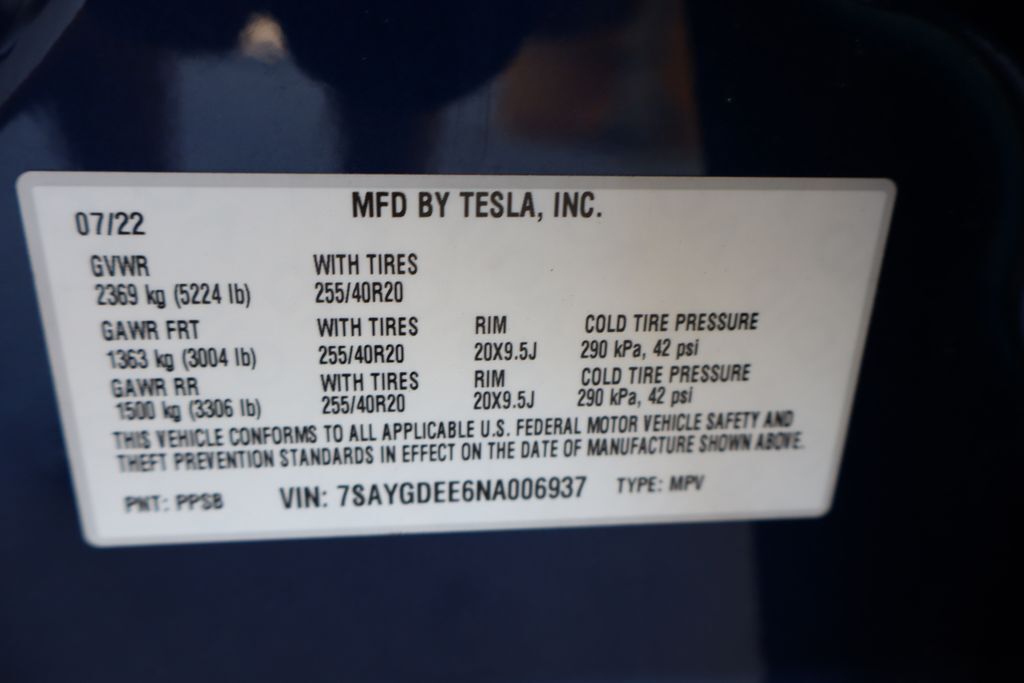 MFD BY TESLA, INC.
07/22
GVWR WITH TIRES
2369 kg (5224 lb) 255/40R20
GAWR FRT WITH TIRES RIM COLD TIRE PRESSURE
1363 kg (3004 lb) 255/40R20 20X9.5J 290 kPa, 42 psi
GAWR RR WITH TIRES RIM COLD TIRE PRESSURE
1500 kg (3306 lb) 255/40R20 20X9.5J 290 kPa, 42 psi
THIS VEHICLE CONFORMS TO ALL APPLICABLE U.S. FEDERAL MOTOR VEHICLE SAFETY AND
THEFT PREVENTION STANDARDS IN EFFECT ON THE DATE OF MANUFACTURE SHOWN ABOVE.
PNT: PPSB VIN: 7SAYGDEE6NA006937 TYPE: MPV